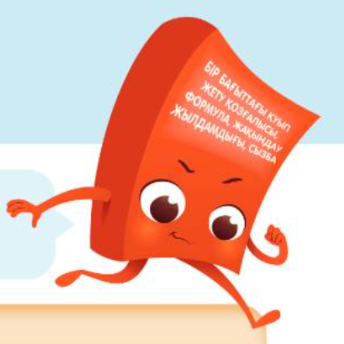 БІР БАҒЫТТАҒЫ ҚУЫП
ЖЕТУ ҚОЗҒАЛЫСЫ,
ФОРМУЛА, ЖАҚЫНДАУ
ЖЫЛДАМДЫҒЫ, СЫЗБА